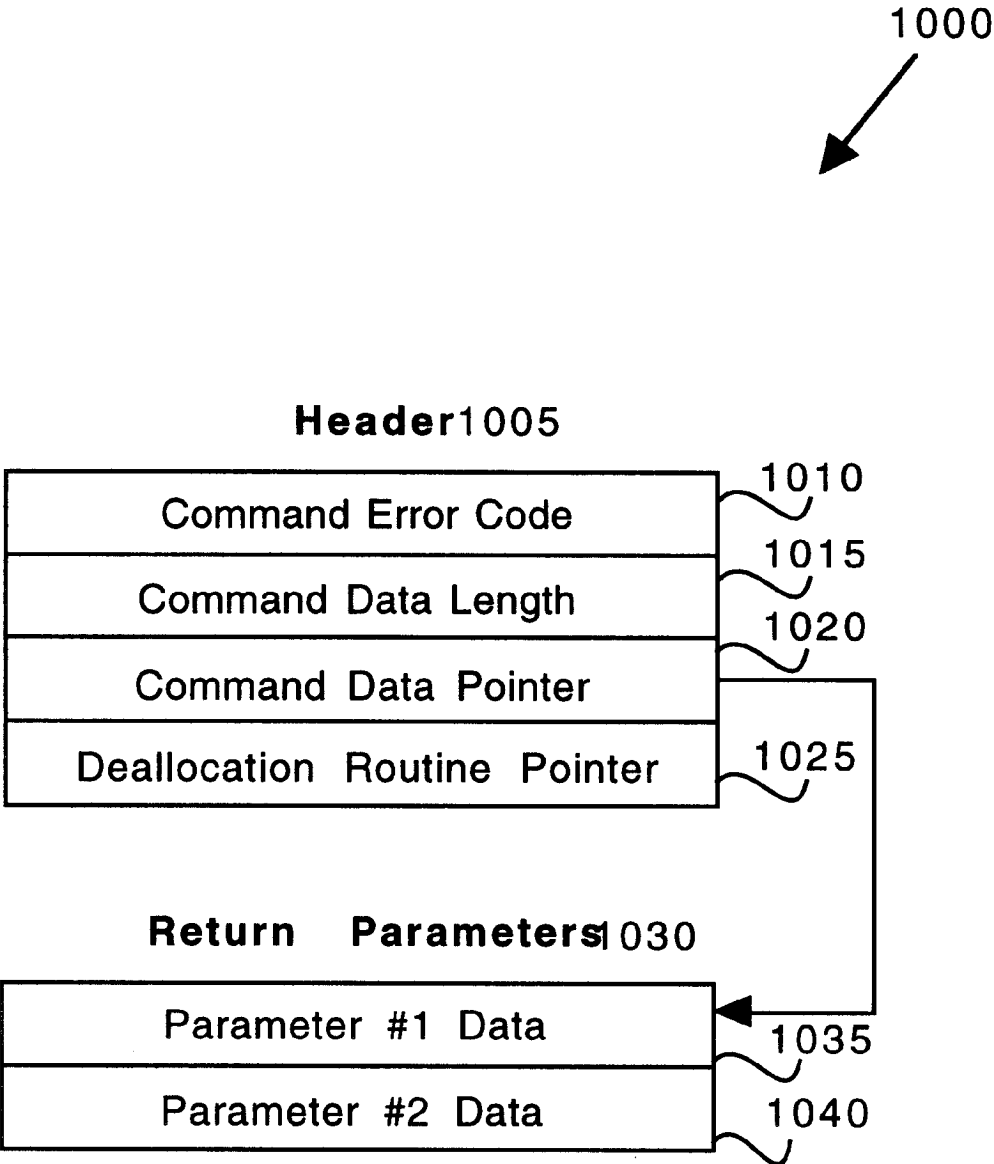 1000
Header1005
Command Error Code
1010
Command Data Length
1015
1020
Command Data Pointer
Deallocation Routine Pointer
1025
Return Parameters1030
Parameter #1 Data
1035
Parameter #2 Data
1040